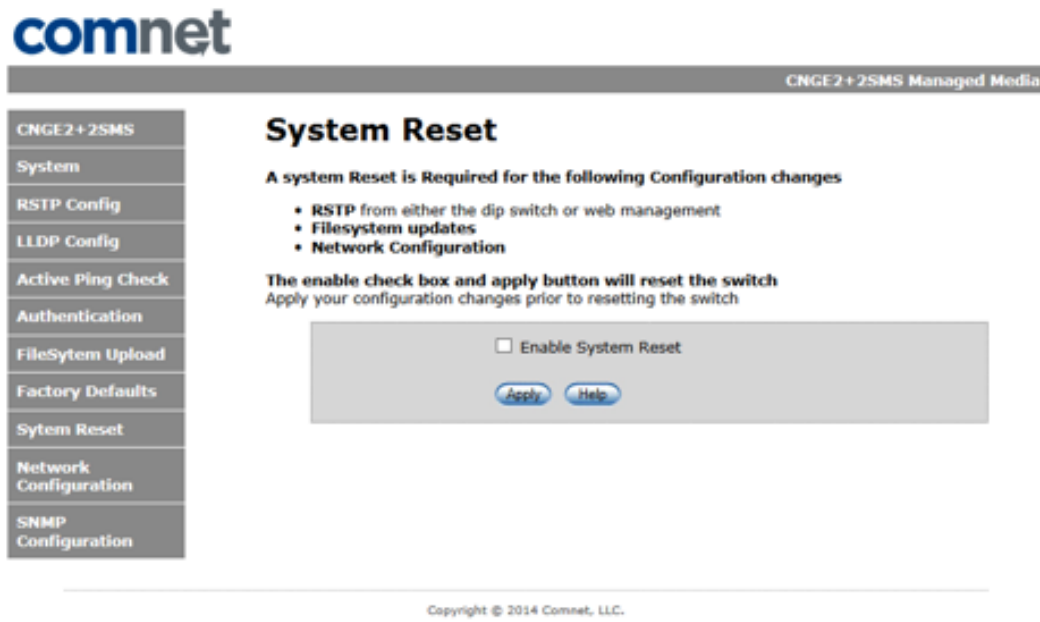 comnet
CNGE2+2SMS Managed Media
CNGE2+2SMS
System
RSTP Config
LLDP Config
Active Ping Check
Authentication
FileSytem Upload
Factory Defaults
Sytem Reset
Network
Configuration
SNMP
Configuration
System Reset
A system Reset is Required for the following Configuration changes
• RSTP from either the dip switch or web management
• Filesystem updates
• Network Configuration
The enable check box and apply button will reset the switch
Apply your configuration changes prior to resetting the switch
Enable System Reset
Apply Help
Copyright © 2014 Comnet, LLC.